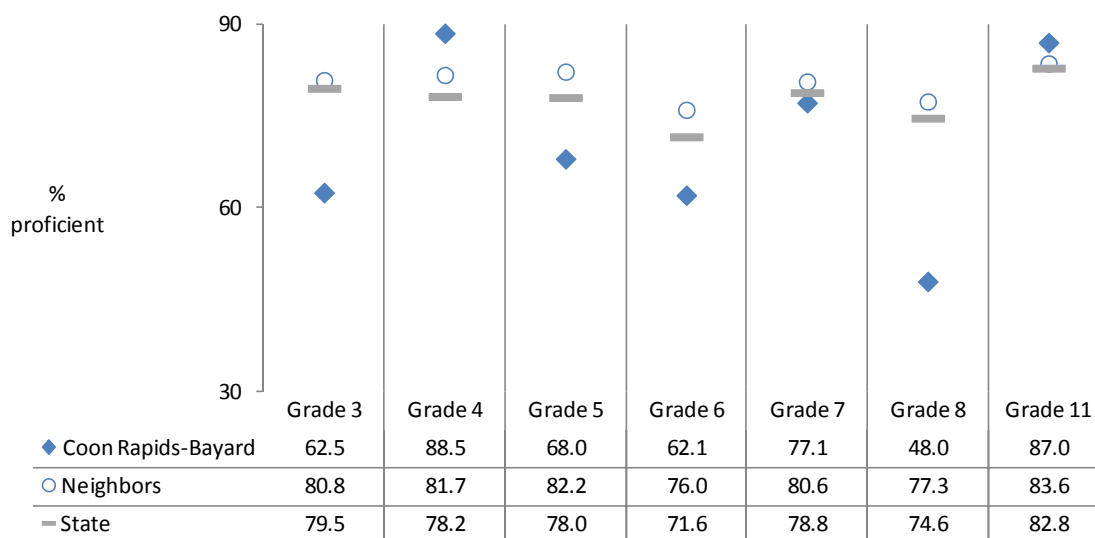 90
%
proficient
60
30
Grade 3 Grade 4 Grade 5 Grade 6 Grade 7 Grade 8 Grade 11
Coon Rapids-Bayard 62.5 88.5 68.0 62.1 77.1 48.0 87.0
Neighbors 80.8 81.7 82.2 76.0 80.6 77.3 83.6
State 79.5 78.2 78.0 71.6 78.8 74.6 82.8